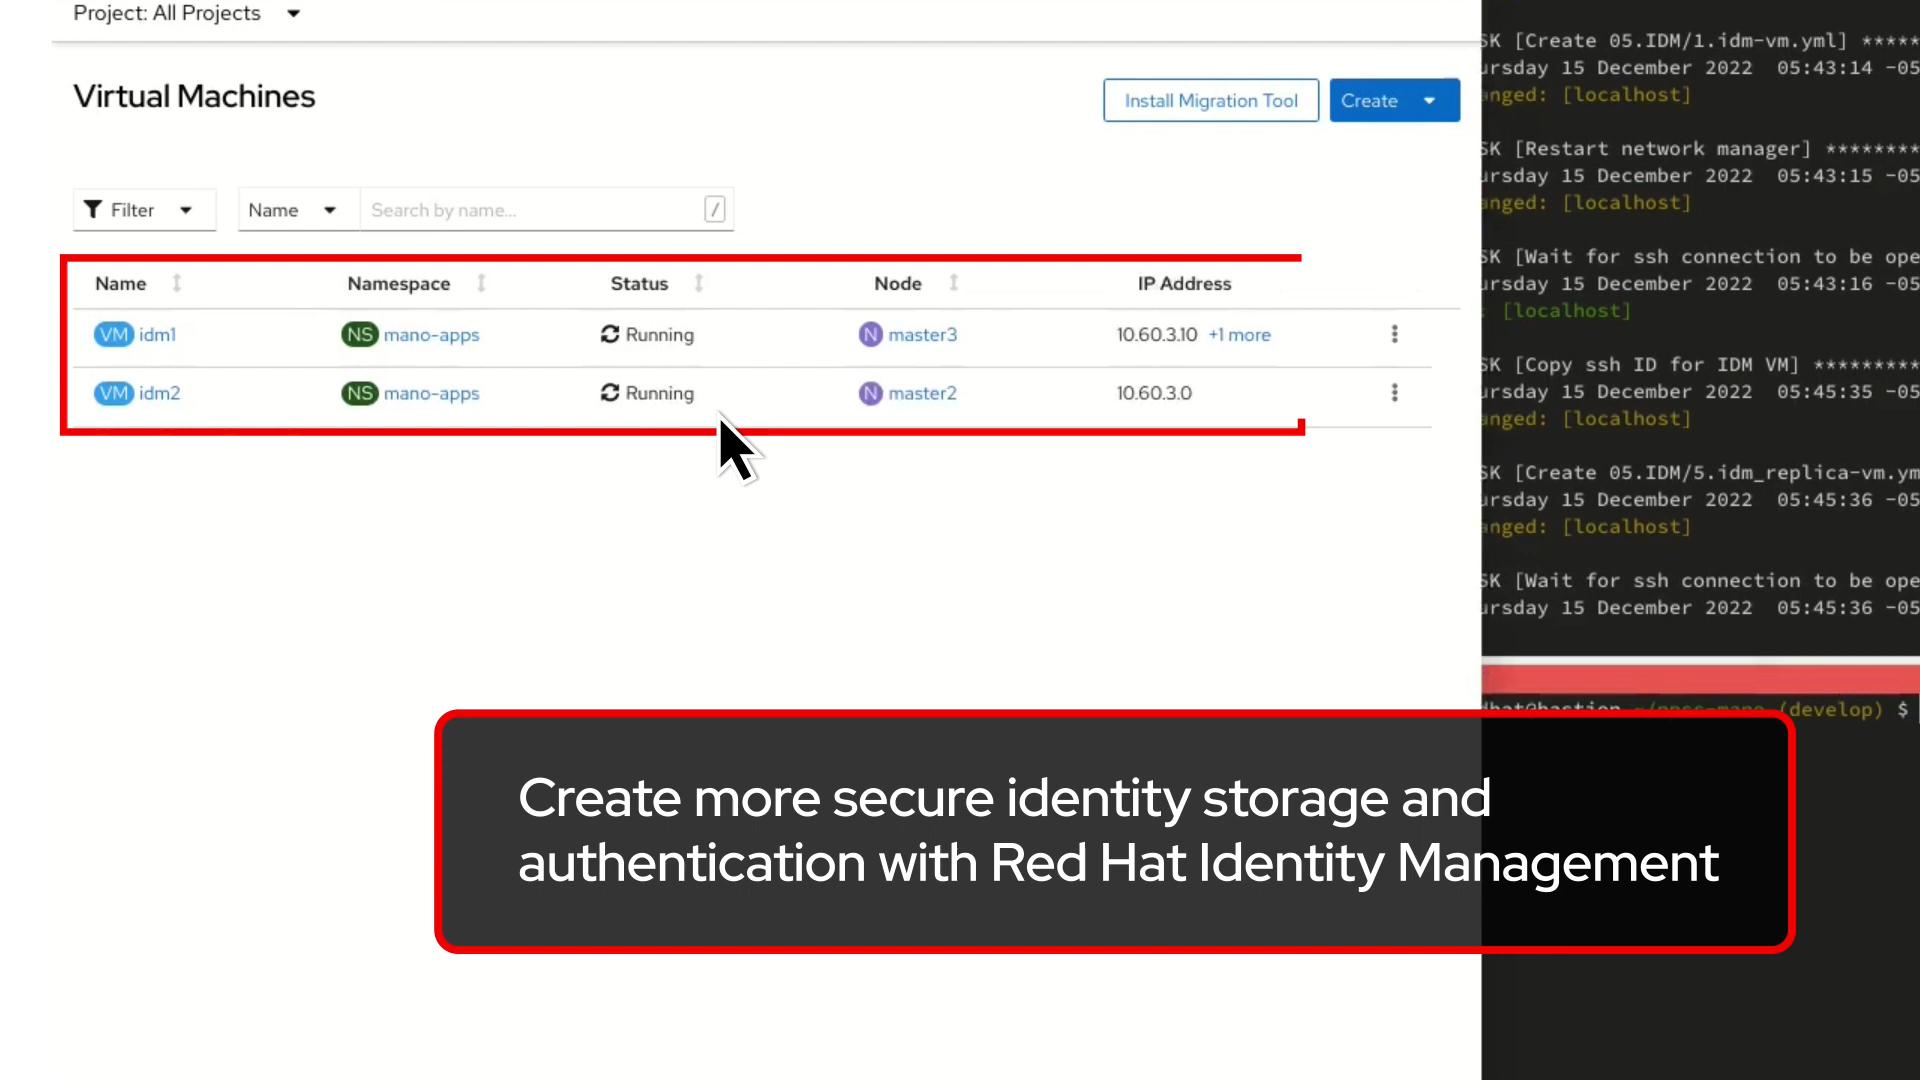 Project: All Projects
Virtual Machines
Install Migration Tool
Create
Filter
Name
Search by name...
/
Name Namespace Status Node IP Address
VM idm1 NS mano-apps Running N master3 10.60.3.10 +1 more
VM idm2 NS mano-apps Running N master2 10.60.3.0
SK [Create 05.IDM/1.idm-vm.yml] *****
ursday 15 December 2022 05:43:14 -05
anged: [localhost]
SK [Restart network manager] ********
ursday 15 December 2022 05:43:15 -05
anged: [localhost]
SK [Wait for ssh connection to be ope
ursday 15 December 2022 05:43:16 -05
: [localhost]
SK [Copy ssh ID for IDM VM] *********
ursday 15 December 2022 05:45:35 -05
anged: [localhost]
SK [Create 05.IDM/5.idm_replica-vm.ym
ursday 15 December 2022 05:45:36 -05
anged: [localhost]
SK [Wait for ssh connection to be ope
ursday 15 December 2022 05:45:36 -05
(develop) $
Create more secure identity storage and
authentication with Red Hat Identity Management